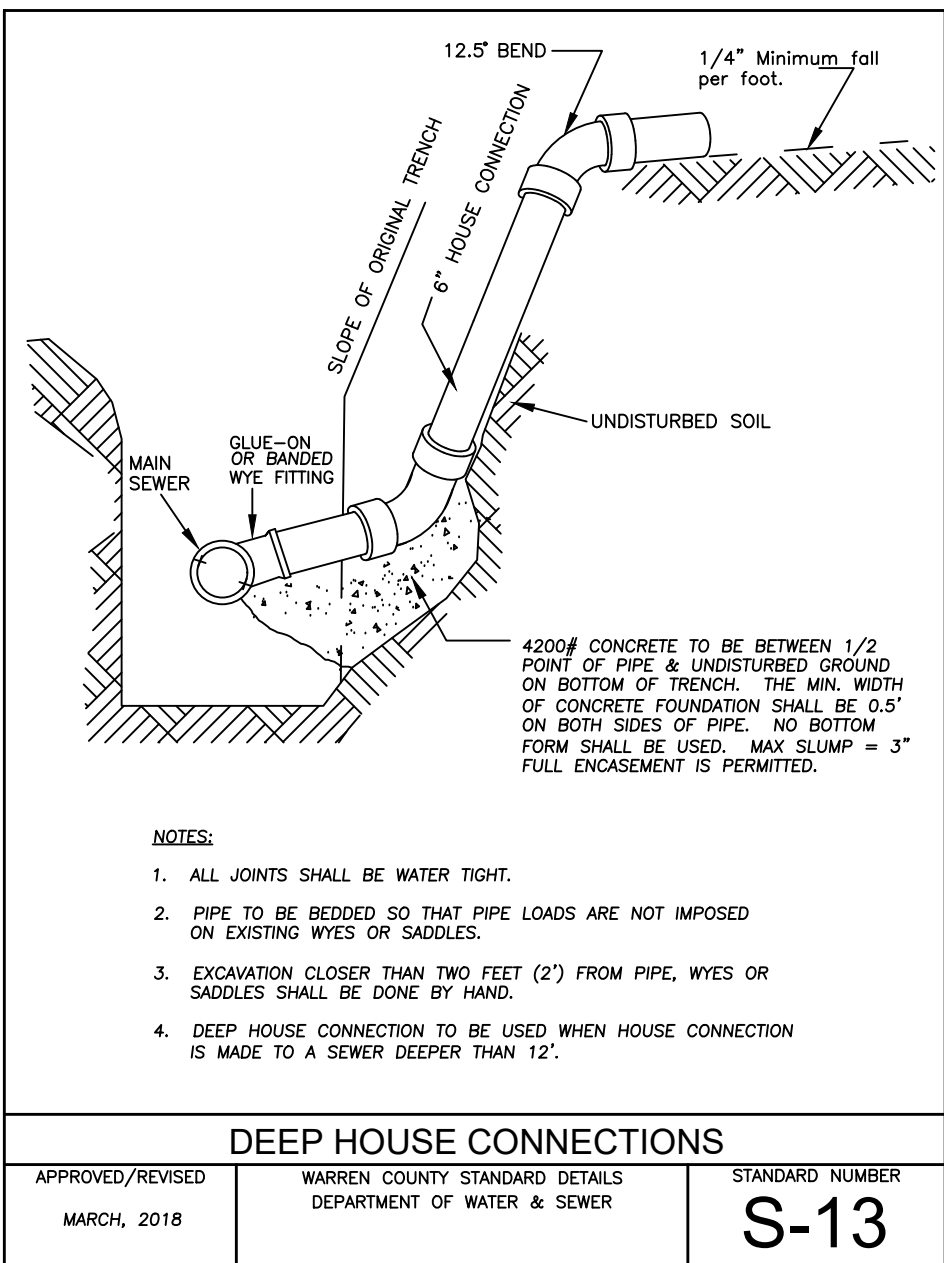 12.5° BEND
1/4" Minimum fall
per foot.
SLOPE OF ORIGINAL TRENCH
6" HOUSE CONNECTION
UNDISTURBED SOIL
GLUE-ON
OR BANDED
WYE FITTING
MAIN
SEWER
4200# CONCRETE TO BE BETWEEN 1/2
POINT OF PIPE & UNDISTURBED GROUND
ON BOTTOM OF TRENCH. THE MIN. WIDTH
OF CONCRETE FOUNDATION SHALL BE 0.5'
ON BOTH SIDES OF PIPE. NO BOTTOM
FORM SHALL BE USED. MAX SLUMP = 3"
FULL ENCASEMENT IS PERMITTED.
NOTES:
1. ALL JOINTS SHALL BE WATER TIGHT.
2. PIPE TO BE BEDDED SO THAT PIPE LOADS ARE NOT IMPOSED
ON EXISTING WYES OR SADDLES.
3. EXCAVATION CLOSER THAN TWO FEET (2') FROM PIPE, WYES OR
SADDLES SHALL BE DONE BY HAND.
4. DEEP HOUSE CONNECTION TO BE USED WHEN HOUSE CONNECTION
IS MADE TO A SEWER DEEPER THAN 12'.
DEEP HOUSE CONNECTIONS
APPROVED/REVISED
MARCH, 2018
WARREN COUNTY STANDARD DETAILS
DEPARTMENT OF WATER & SEWER
STANDARD NUMBER
S-13